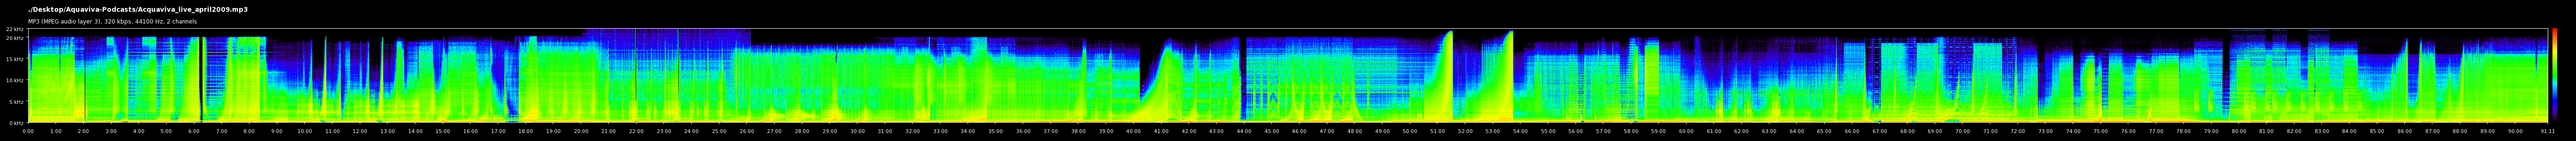 ./Desktop/Aquaviva-Podcasts/Acquaviva_live_april2009.mp3
MP3 (MPEG audio layer 3), 320 kbps, 44100 Hz, 2 channels
22 kHz
20 kHz
15 kHz
10 kHz
5 kHz
0 kHz
0:00 1:00 2:00 3:00 4:00 5:00 6:00 7:00 8:00 9:00 10:00 11:00 12:00 13:00 14:00 15:00 16:00 17:00 18:00 19:00 20:00 21:00 22:00 23:00 24:00 25:00 26:00 27:00 28:00 29:00 30:00 31:00 32:00 33:00 34:00 35:00 36:00 37:00 38:00 39:00 40:00 41:00 42:00 43:00 44:00 45:00 46:00 47:00 48:00 49:00 50:00 51:00 52:00 53:00 54:00 55:00 56:00 57:00 58:00 59:00 60:00 61:00 62:00 63:00 64:00 65:00 66:00 67:00 68:00 69:00 70:00 71:00 72:00 73:00 74:00 75:00 76:00 77:00 78:00 79:00 80:00 81:00 82:00 83:00 84:00 85:00 86:00 87:00 88:00 89:00 90:00 91:11